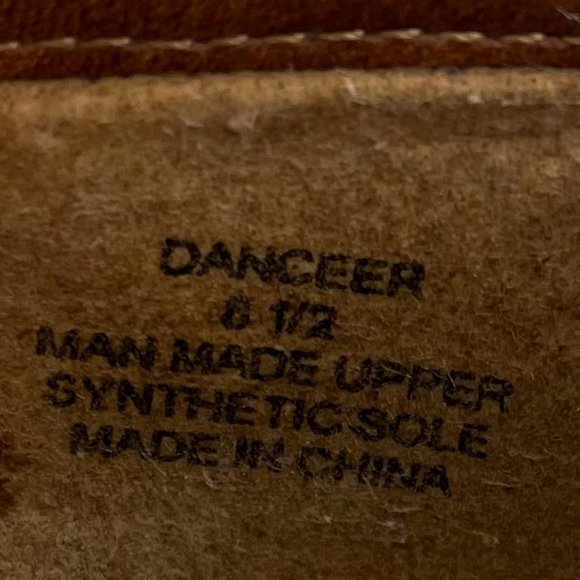 DANCEER
8 1/2
MAN MADE UPPER
SYNTHETIC SOLE
MADE IN CHINA